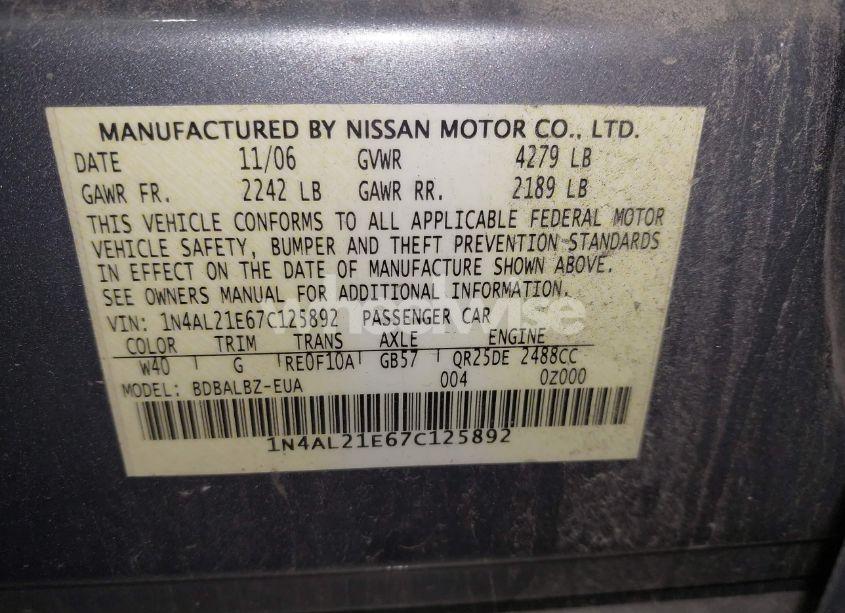 MANUFACTURED BY NISSAN MOTOR CO., LTD.
DATE 11/06 GVWR 4279 LB
GAWR FR. 2242 LB GAWR RR. 2189 LB
THIS VEHICLE CONFORMS TO ALL APPLICABLE FEDERAL MOTOR
VEHICLE SAFETY, BUMPER AND THEFT PREVENTION STANDARDS
IN EFFECT ON THE DATE OF MANUFACTURE SHOWN ABOVE.
SEE OWNERS MANUAL FOR ADDITIONAL INFORMATION.
VIN: 1N4AL21E67C125892 PASSENGER CAR
COLOR TRIM TRANS AXLE ENGINE
W40 G RE0F10A GB57 QR25DE 2488CC
MODEL: BDBALBZ-EUA 004 0Z000
1N4AL21E67C125892
wheelwise